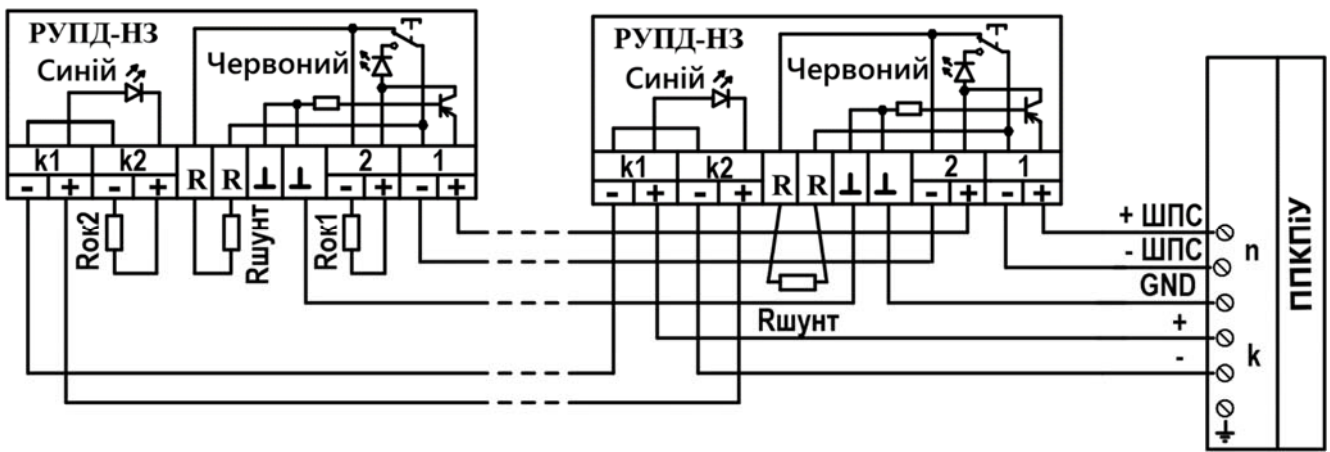 РУПД-НЗ
Синій
Червоний
k1 k2 R R ⊥ ⊥ 2 1
- + - + - + - +
Rок2
Rшунт
Rок1
РУПД-НЗ
Синій
Червоний
k1 k2 R R ⊥ ⊥ 2 1
- + - + - + - +
Rшунт
+ ШПС
- ШПС
GND
+
-
n
k
ППКПіУ